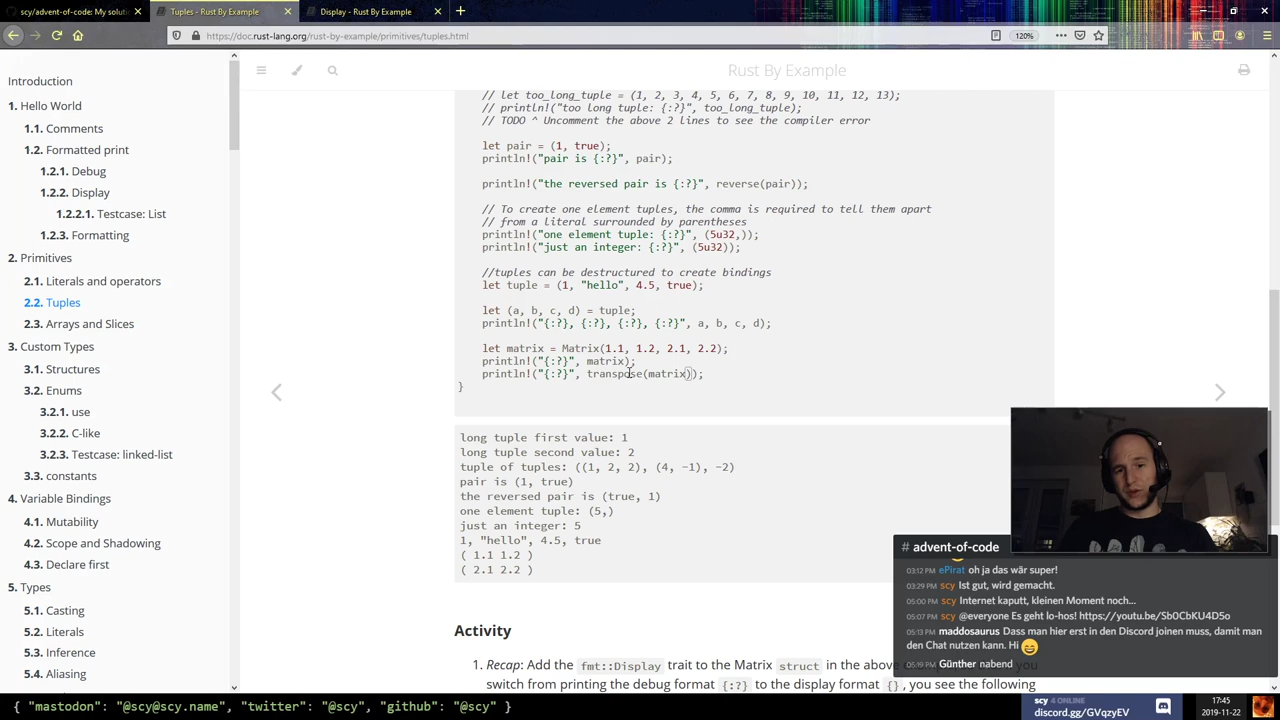 scy/advent-of-code: My soluti
Tuples - Rust By Example
Display - Rust By Example
https://doc.rust-lang.org/rust-by-example/primitives/tuples.html
120%
Rust By Example
Introduction
1. Hello World
1.1. Comments
1.2. Formatted print
1.2.1. Debug
1.2.2. Display
1.2.2.1. Testcase: List
1.2.3. Formatting
2. Primitives
2.1. Literals and operators
2.2. Tuples
2.3. Arrays and Slices
3. Custom Types
3.1. Structures
3.2. Enums
3.2.1. use
3.2.2. C-like
3.2.3. Testcase: linked-list
3.3. constants
4. Variable Bindings
4.1. Mutability
4.2. Scope and Shadowing
4.3. Declare first
5. Types
5.1. Casting
5.2. Literals
5.3. Inference
5.4. Aliasing
// let too_long_tuple = (1, 2, 3, 4, 5, 6, 7, 8, 9, 10, 11, 12, 13);
// println!("too long tuple: {:?}", too_long_tuple);
// TODO ^ Uncomment the above 2 lines to see the compiler error
let pair = (1, true);
println!("pair is {:?}", pair);
println!("the reversed pair is {:?}", reverse(pair));
// To create one element tuples, the comma is required to tell them apart
// from a literal surrounded by parentheses
println!("one element tuple: {:?}", (5u32,));
println!("just an integer: {:?}", (5u32));
//tuples can be destructured to create bindings
let tuple = (1, "hello", 4.5, true);
let (a, b, c, d) = tuple;
println!("{:?}, {:?}, {:?}, {:?}", a, b, c, d);
let matrix = Matrix(1.1, 1.2, 2.1, 2.2);
println!("{:?}", matrix);
println!("{:?}", transpose(matrix));
}
long tuple first value: 1
long tuple second value: 2
tuple of tuples: ((1, 2, 2), (4, -1), -2)
pair is (1, true)
the reversed pair is (true, 1)
one element tuple: (5,)
just an integer: 5
1, "hello", 4.5, true
( 1.1 1.2 )
( 2.1 2.2 )
Activity
1. Recap: Add the fmt::Display trait to the Matrix struct in the above
switch from printing the debug format {:?} to the display format {}, you see the following
# advent-of-code
03:12 PM ePirat oh ja das wär super!
03:29 PM scy Ist gut, wird gemacht.
05:00 PM scy Internet kaputt, kleinen Moment noch...
05:07 PM scy @everyone Es geht lo-hos! https://youtu.be/Sb0CbKU4D5o
05:13 PM maddosaurus Dass man hier erst in den Discord joinen muss, damit man
den Chat nutzen kann. Hi
05:19 PM Günther nabend
{ "mastodon": "@scy@scy.name", "twitter": "@scy", "github": "@scy" }
scy 4 ONLINE
discord.gg/GVqzyEV
17:45
2019-11-22